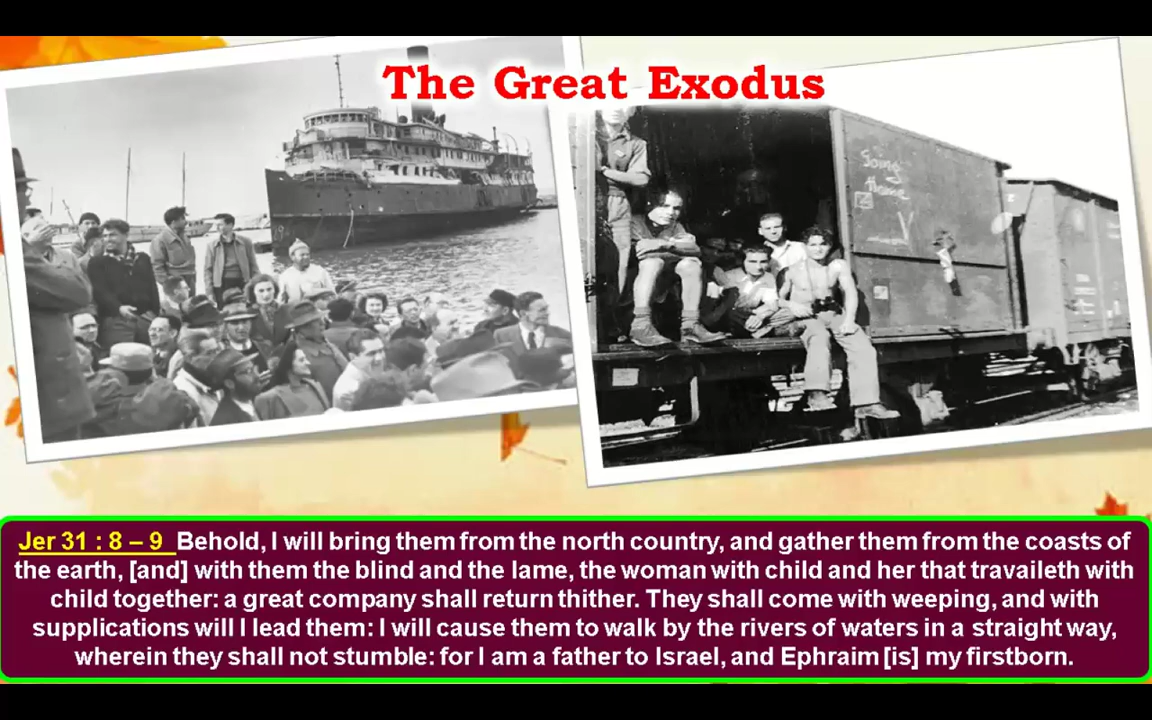 The Great Exodus
Going
Home
V
Jer 31 : 8 – 9 Behold, I will bring them from the north country, and gather them from the coasts of
the earth, [and] with them the blind and the lame, the woman with child and her that travaileth with
child together: a great company shall return thither. They shall come with weeping, and with
supplications will I lead them: I will cause them to walk by the rivers of waters in a straight way,
wherein they shall not stumble: for I am a father to Israel, and Ephraim [is] my firstborn.